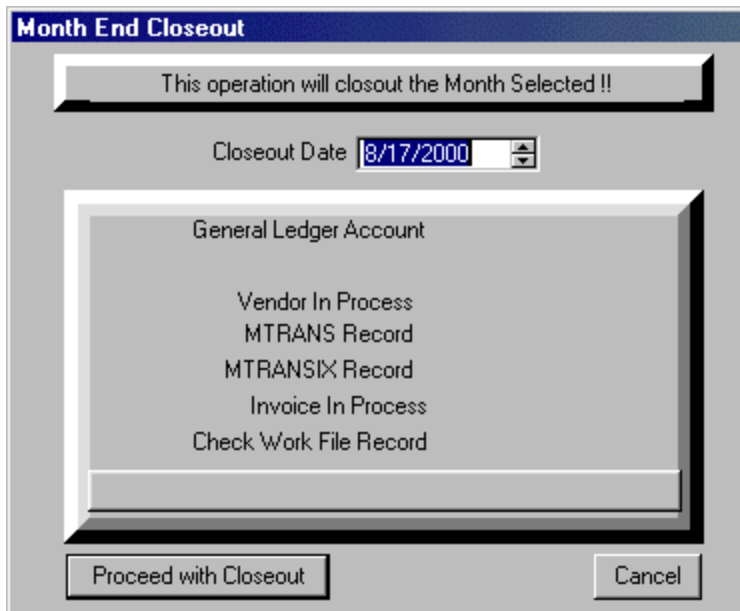 Month End Closeout
This operation will closout the Month Selected !!
Closeout Date 8/17/2000
General Ledger Account
Vendor In Process
MTRANS Record
MTRANSIX Record
Invoice In Process
Check Work File Record
Proceed with Closeout Cancel